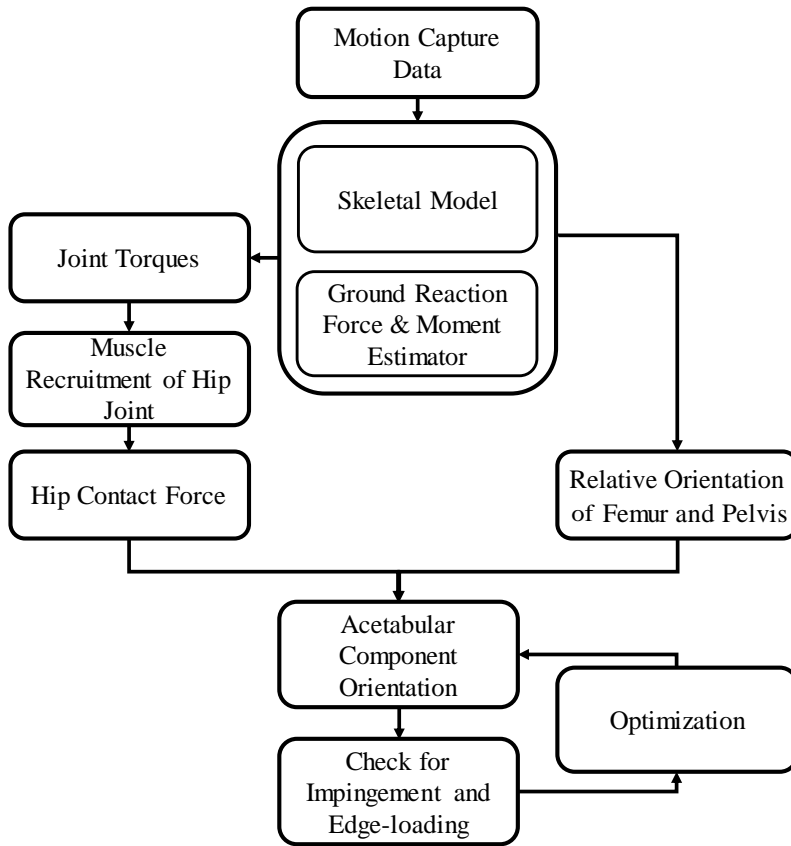 Motion Capture
Data
Skeletal Model
Ground Reaction
Force & Moment
Estimator
Joint Torques
Muscle
Recruitment of Hip
Joint
Hip Contact Force
Relative Orientation
of Femur and Pelvis
Acetabular
Component
Orientation
Optimization
Check for
Impingement and
Edge-loading